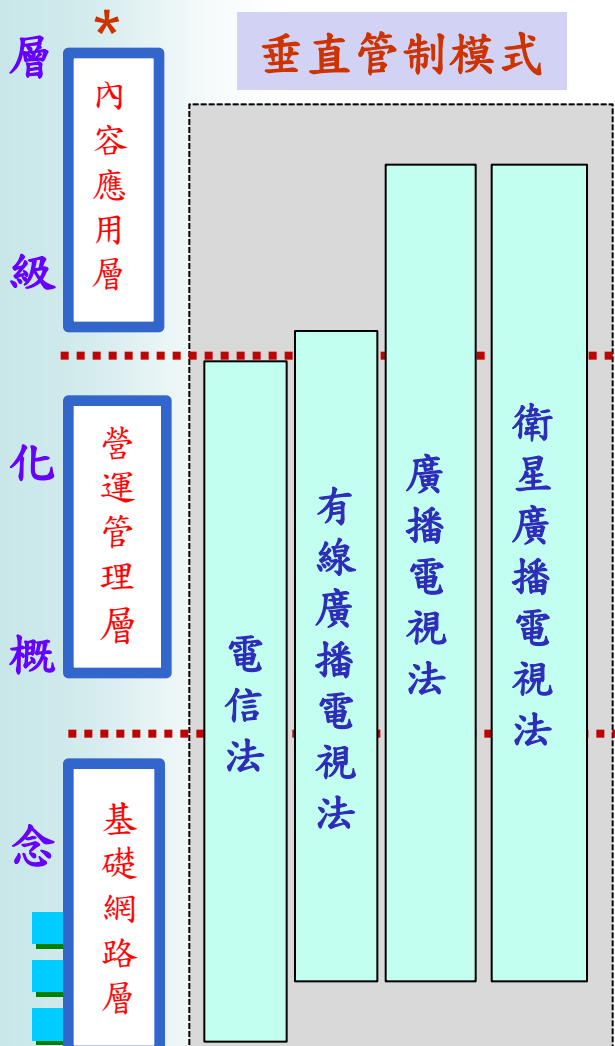 *
垂直管制模式
層級化概念
內容應用層
營運管理層
基礎網路層
電信法
有線廣播電視法
廣播電視法
衛星廣播電視法